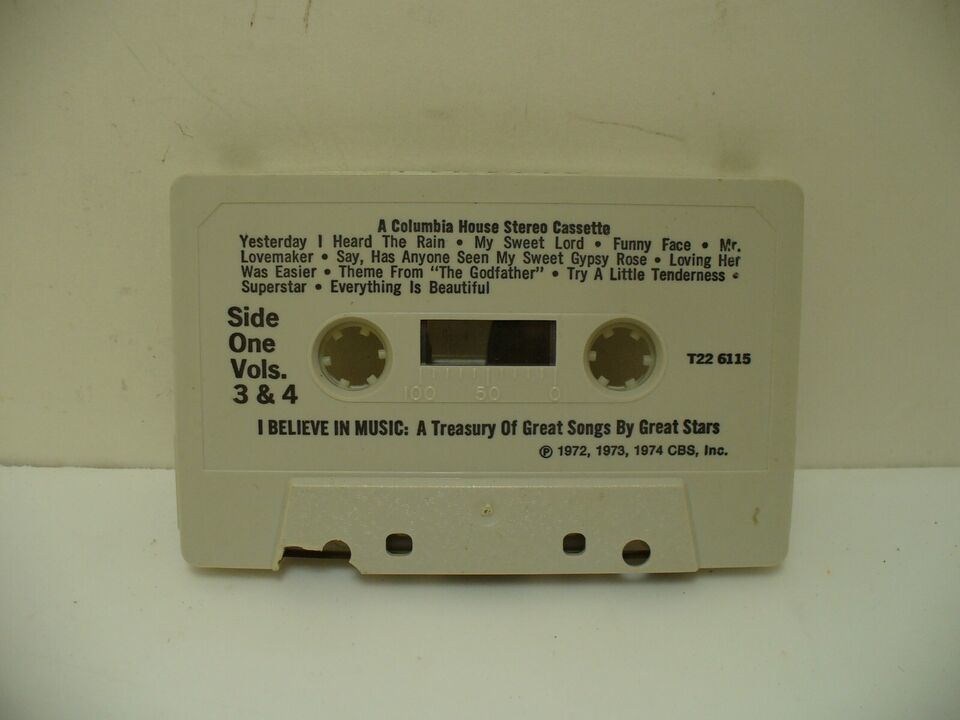 A Columbia House Stereo Cassette
Yesterday I Heard The Rain • My Sweet Lord • Funny Face • Mr.
Lovemaker • Say, Has Anyone Seen My Sweet Gypsy Rose • Loving Her
Was Easier • Theme From "The Godfather" • Try A Little Tenderness •
Superstar • Everything Is Beautiful
Side
One
Vols.
3 & 4
T22 6115
100 50 0
I BELIEVE IN MUSIC: A Treasury Of Great Songs By Great Stars
℗ 1972, 1973, 1974 CBS, Inc.